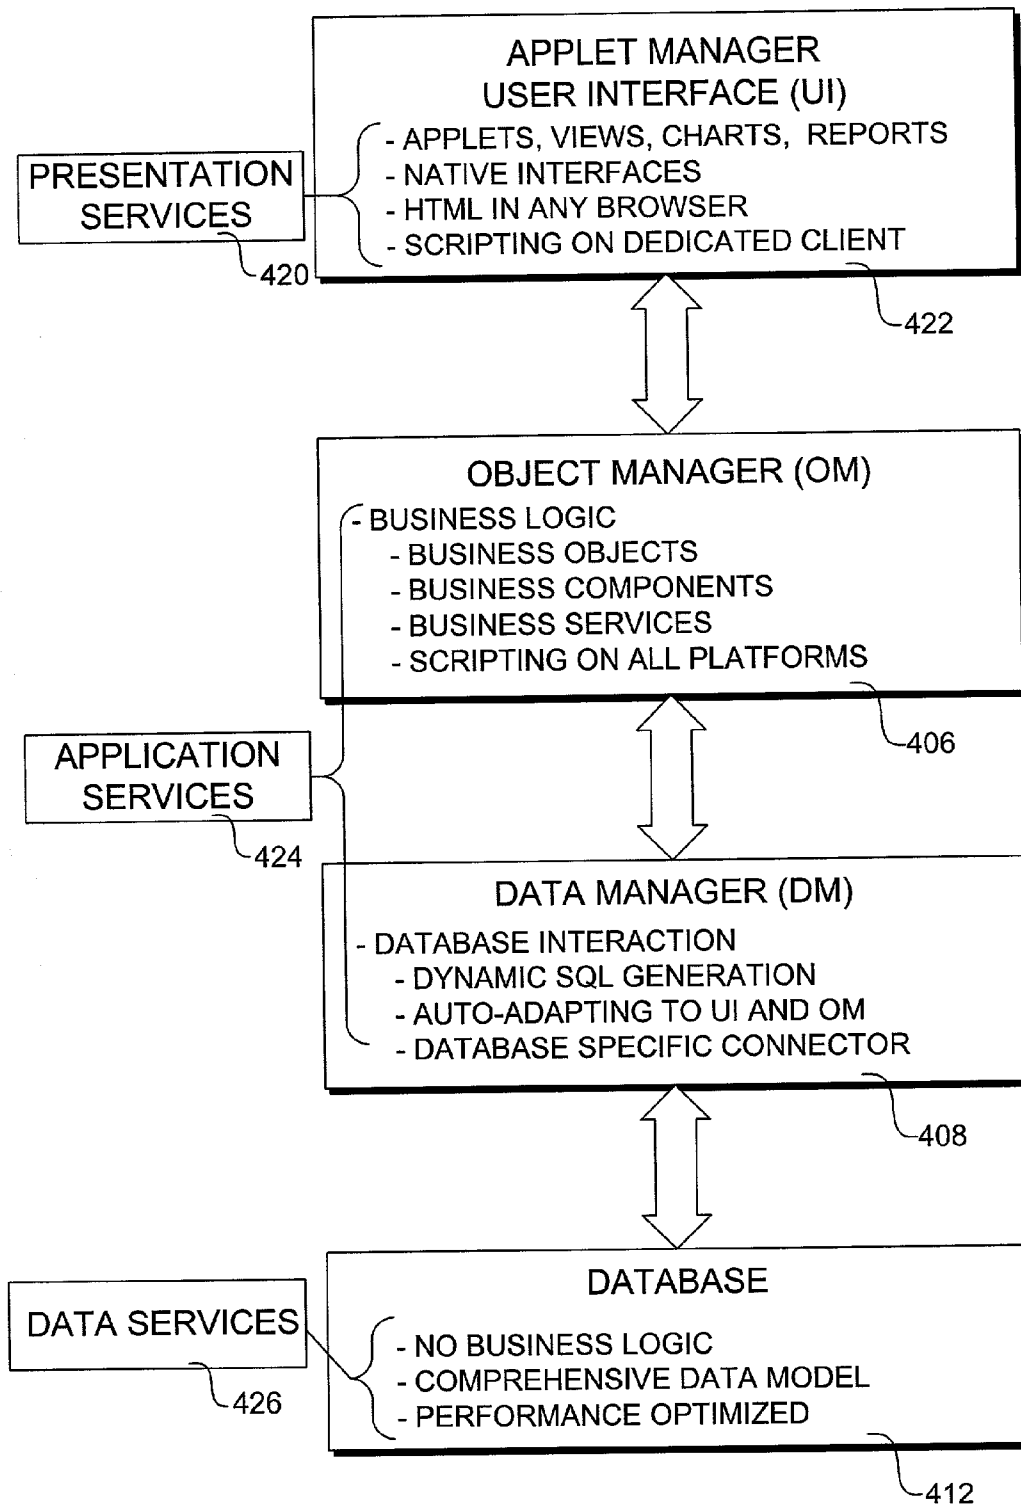 APPLET MANAGER
USER INTERFACE (UI)
- APPLETS, VIEWS, CHARTS, REPORTS
- NATIVE INTERFACES
- HTML IN ANY BROWSER
- SCRIPTING ON DEDICATED CLIENT
PRESENTATION
SERVICES
420
422
OBJECT MANAGER (OM)
- BUSINESS LOGIC
- BUSINESS OBJECTS
- BUSINESS COMPONENTS
- BUSINESS SERVICES
- SCRIPTING ON ALL PLATFORMS
406
APPLICATION
SERVICES
424
DATA MANAGER (DM)
- DATABASE INTERACTION
- DYNAMIC SQL GENERATION
- AUTO-ADAPTING TO UI AND OM
- DATABASE SPECIFIC CONNECTOR
408
DATABASE
DATA SERVICES
426
- NO BUSINESS LOGIC
- COMPREHENSIVE DATA MODEL
- PERFORMANCE OPTIMIZED
412